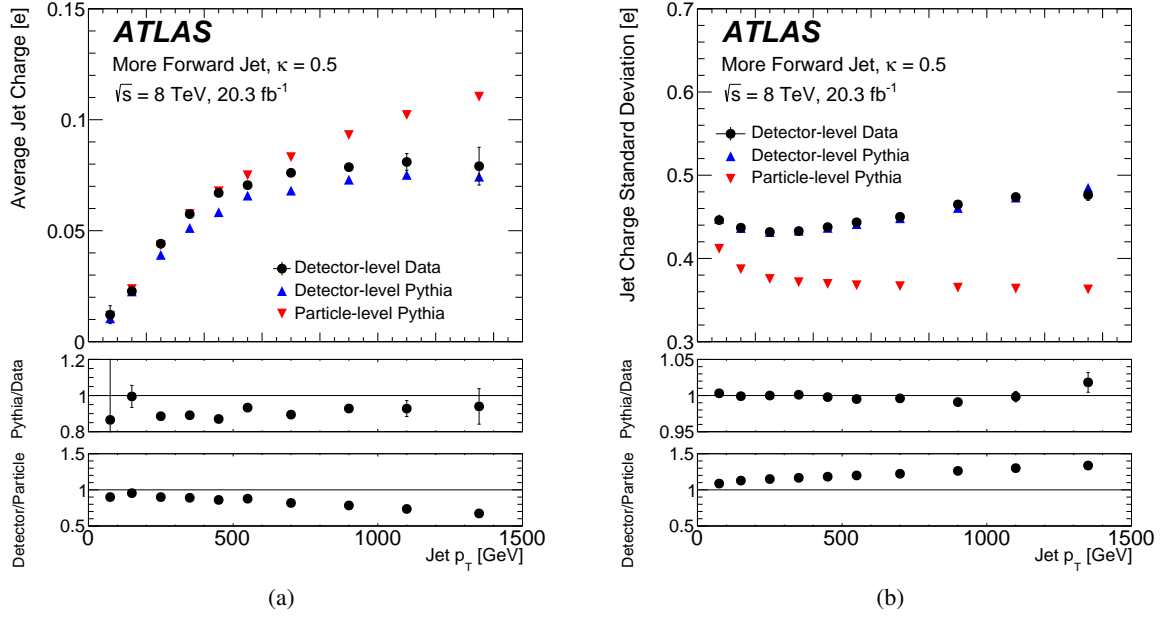 Average Jet Charge [e]
0.15
0.1
0.05
0
ATLAS
More Forward Jet, κ = 0.5
√s = 8 TeV, 20.3 fb⁻¹
Detector-level Data
Detector-level Pythia
Particle-level Pythia
Pythia/Data
1.2
1
0.8
Detector/Particle
1.5
1
0.5
0 500 1000 1500
Jet p_T [GeV]
(a)
Jet Charge Standard Deviation [e]
0.7
0.6
0.5
0.4
0.3
ATLAS
More Forward Jet, κ = 0.5
√s = 8 TeV, 20.3 fb⁻¹
Detector-level Data
Detector-level Pythia
Particle-level Pythia
Pythia/Data
1.05
1
0.95
Detector/Particle
1.5
1
0.5
0 500 1000 1500
Jet p_T [GeV]
(b)